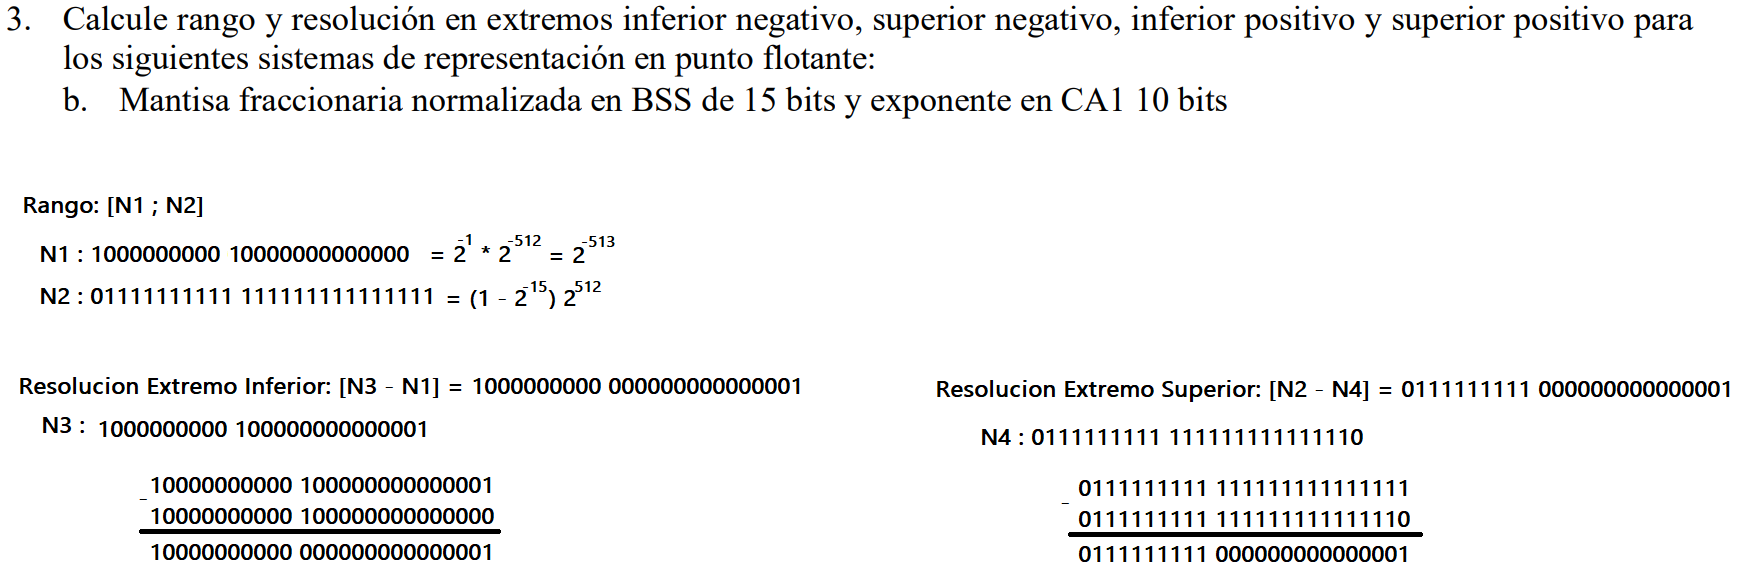 3. Calcule rango y resolución en extremos inferior negativo, superior negativo, inferior positivo y superior positivo para
los siguientes sistemas de representación en punto flotante:
b. Mantisa fraccionaria normalizada en BSS de 15 bits y exponente en CA1 10 bits
Rango: [N1 ; N2]
N1 : 1000000000 10000000000000 = 2^-1 * 2^-512 = 2^-513
N2 : 01111111111 111111111111111 = (1 - 2^-15) 2^512
Resolucion Extremo Inferior: [N3 - N1] = 1000000000 000000000000001
N3 : 1000000000 100000000000001
10000000000 100000000000001
- 10000000000 100000000000000
10000000000 000000000000001
Resolucion Extremo Superior: [N2 - N4] = 0111111111 000000000000001
N4 : 0111111111 111111111111110
0111111111 111111111111111
- 0111111111 111111111111110
0111111111 000000000000001